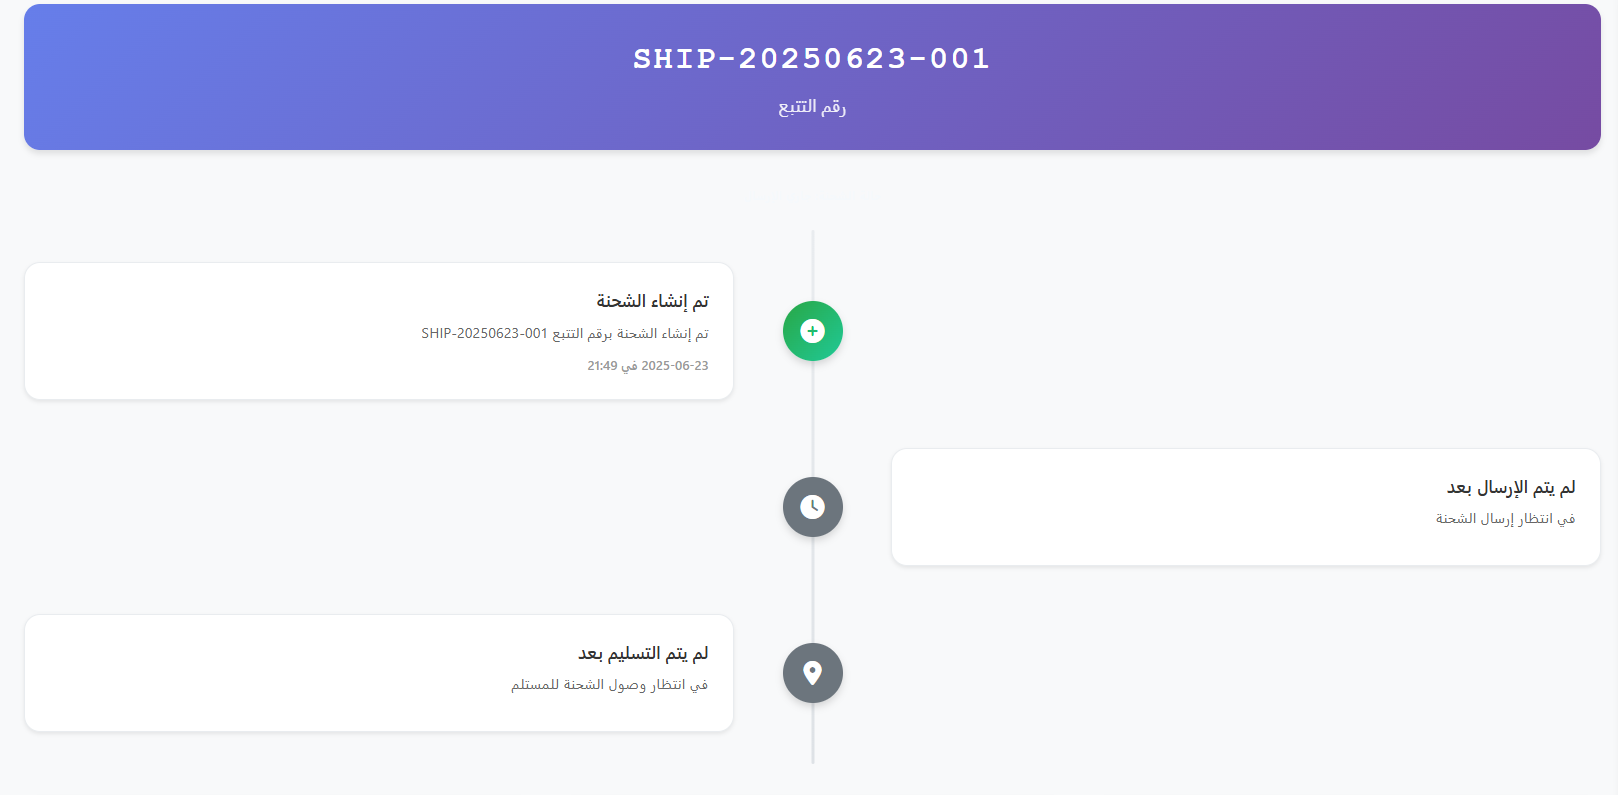 SHIP-20250623-001
رقم التتبع
تم إنشاء الشحنة
تم إنشاء الشحنة برقم التتبع SHIP-20250623-001
2025-06-23 في 21:49
لم يتم الإرسال بعد
في انتظار إرسال الشحنة
لم يتم التسليم بعد
في انتظار وصول الشحنة للمستلم